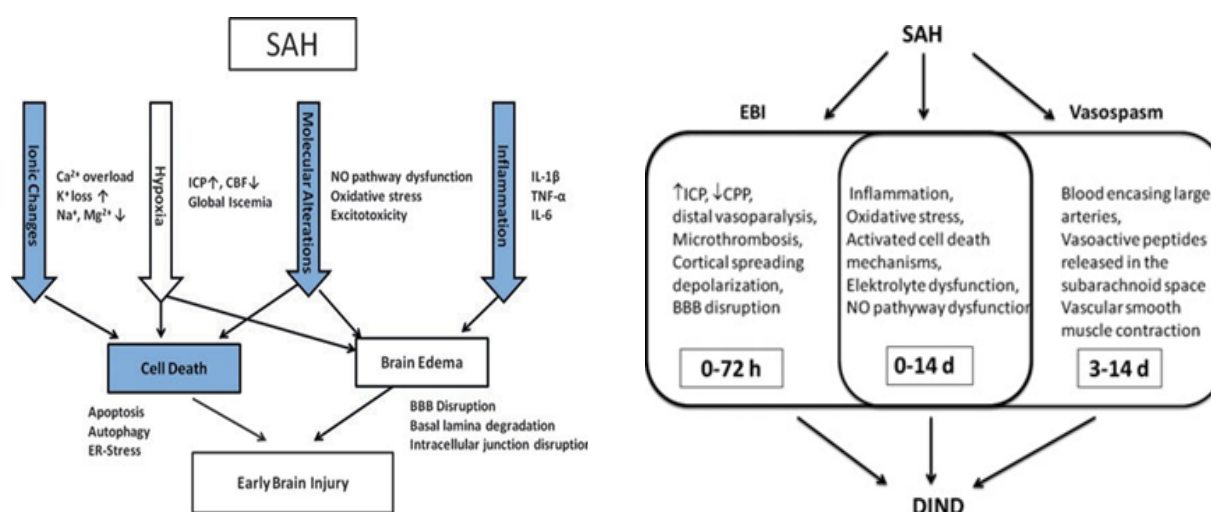 SAH
Ionic Changes
Ca²⁺ overload
K⁺ loss ↑
Na⁺, Mg²⁺ ↓
Hypoxia
ICP↑, CBF↓
Global Iscemia
Molecular Alterations
NO pathway dysfunction
Oxidative stress
Excitotoxicity
Inflammation
IL-1β
TNF-α
IL-6
Cell Death
Brain Edema
Apoptosis
Autophagy
ER-Stress
BBB Disruption
Basal lamina degradation
Intracellular junction disruption
Early Brain Injury
SAH
EBI
Vasospasm
↑ICP, ↓CPP,
distal vasoparalysis,
Microthrombosis,
Cortical spreading
depolarization,
BBB disruption
0-72 h
Inflammation,
Oxidative stress,
Activated cell death
mechanisms,
Elektrolyte dysfunction,
NO pathyway dysfunction
0-14 d
Blood encasing large
arteries,
Vasoactive peptides
released in the
subarachnoid space
Vascular smooth
muscle contraction
3-14 d
DIND